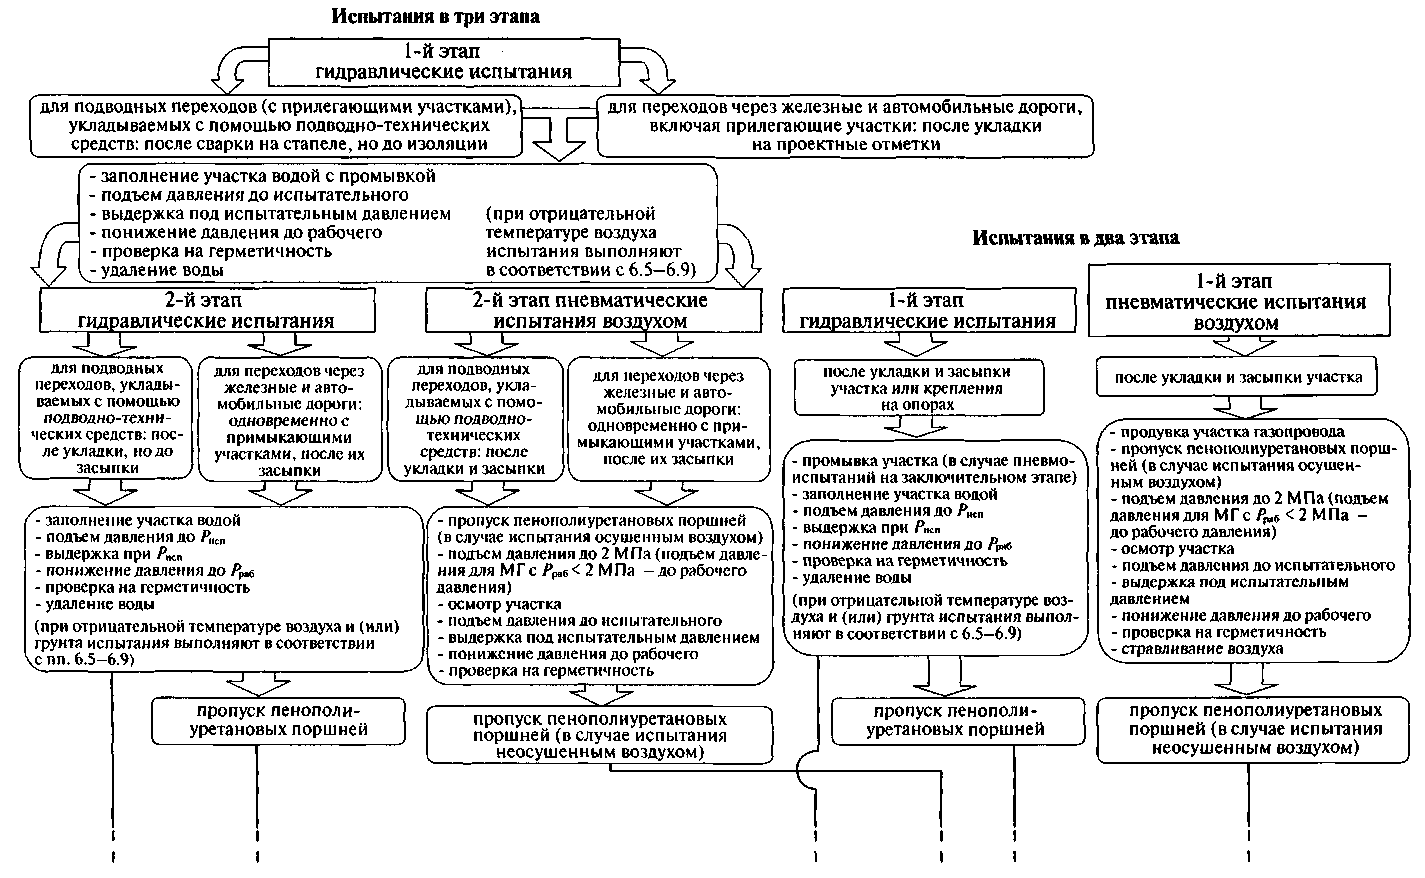 Испытания в три этапа
1-й этап
гидравлические испытания
для подводных переходов (с прилегающими участками),
укладываемых с помощью подводно-технических
средств: после сварки на стапеле, но до изоляции
для переходов через железные и автомобильные дороги,
включая прилегающие участки: после укладки
на проектные отметки
- заполнение участка водой с промывкой
- подъем давления до испытательного
- выдержка под испытательным давлением
- понижение давления до рабочего
- проверка на герметичность
- удаление воды
(при отрицательной
температуре воздуха
испытания выполняют
в соответствии с 6.5–6.9)
2-й этап
гидравлические испытания
2-й этап пневматические
испытания воздухом
для подводных
переходов, уклады-
ваемых с помощью
подводно-техни-
ческих средств: пос-
ле укладки, но до
засыпки
для переходов через
железные и авто-
мобильные дороги:
одновременно с
примыкающими
участками, после их
засыпки
для подводных
переходов, укла-
дываемых с помо-
щью подводно-
технических
средств: после
укладки и засыпки
для переходов через
железные и авто-
мобильные дороги:
одновременно с при-
мыкающими участками,
после их засыпки
- заполнение участка водой
- подъем давления до Pисп
- выдержка при Pисп
- понижение давления до Pраб
- проверка на герметичность
- удаление воды
(при отрицательной температуре воздуха и (или)
грунта испытания выполняют в соответствии
с пп. 6.5–6.9)
- пропуск пенополиуретановых поршней
(в случае испытания осушенным воздухом)
- подъем давления до 2 МПа (подъем давле-
ния для МГ с Pраб < 2 МПа – до рабочего
давления)
- осмотр участка
- подъем давления до испытательного
- выдержка под испытательным давлением
- понижение давления до рабочего
- проверка на герметичность
пропуск пенополи-
уретановых поршней
пропуск пенополиуретановых
поршней (в случае испытания
неосушенным воздухом)
Испытания в два этапа
1-й этап
гидравлические испытания
1-й этап
пневматические испытания
воздухом
после укладки и засыпки
участка или крепления
на опорах
после укладки и засыпки участка
- промывка участка (в случае пневмо-
испытаний на заключительном этапе)
- заполнение участка водой
- подъем давления до Pисп
- выдержка при Pисп
- понижение давления до Pраб
- проверка на герметичность
- удаление воды
(при отрицательной температуре воз-
духа и (или) грунта испытания выпол-
няют в соответствии с 6.5–6.9)
- продувка участка газопровода
- пропуск пенополиуретановых порш-
ней (в случае испытания осушен-
ным воздухом)
- подъем давления до 2 МПа (подъем
давления для МГ с Pраб < 2 МПа –
до рабочего давления)
- осмотр участка
- подъем давления до испытательного
- выдержка под испытательным
давлением
- понижение давления до рабочего
- проверка на герметичность
- стравливание воздуха
пропуск пенополи-
уретановых поршней
пропуск пенополиуретановых
поршней (в случае испытания
неосушенным воздухом)